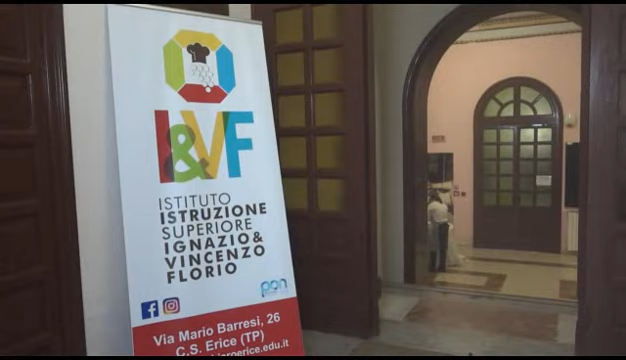 I&VF
ISTITUTO
ISTRUZIONE
SUPERIORE
IGNAZIO&
VINCENZO
FLORIO
pon
Via Mario Barresi, 26
C.S. Erice (TP)